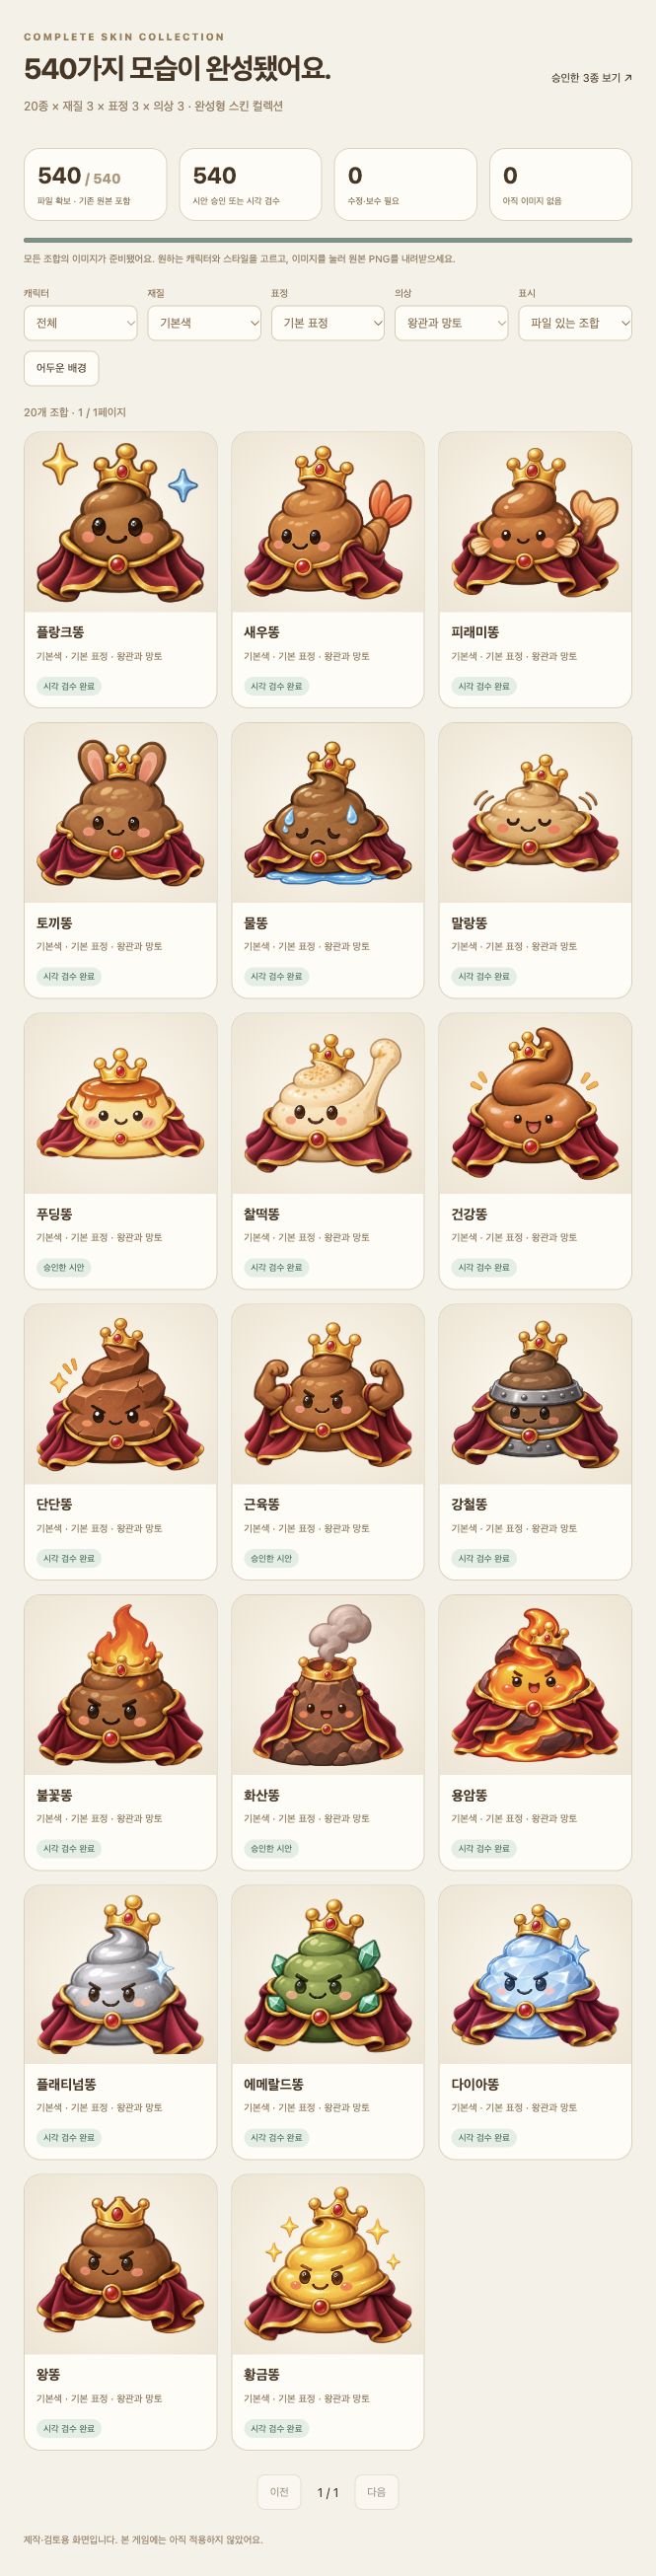 COMPLETE SKIN COLLECTION
540가지 모습이 완성됐어요.
승인한 3종 보기 ↗
20종 × 재질 3 × 표정 3 × 의상 3 · 완성형 스킨 컬렉션
540 / 540
파일 확보 · 기존 원본 포함
540
시안 승인 또는 시각 검수
0
수정·보수 필요
0
아직 이미지 없음
모든 조합의 이미지가 준비됐어요. 원하는 캐릭터와 스타일을 고르고, 이미지를 눌러 원본 PNG를 내려받으세요.
캐릭터
재질
표정
의상
표시
전체
기본색
기본 표정
왕관과 망토
파일 있는 조합
어두운 배경
20개 조합 · 1 / 1페이지
플랑크똥
기본색 · 기본 표정 · 왕관과 망토
시각 검수 완료
새우똥
기본색 · 기본 표정 · 왕관과 망토
시각 검수 완료
피래미똥
기본색 · 기본 표정 · 왕관과 망토
시각 검수 완료
토끼똥
기본색 · 기본 표정 · 왕관과 망토
시각 검수 완료
물똥
기본색 · 기본 표정 · 왕관과 망토
시각 검수 완료
말랑똥
기본색 · 기본 표정 · 왕관과 망토
시각 검수 완료
푸딩똥
기본색 · 기본 표정 · 왕관과 망토
승인한 시안
찰떡똥
기본색 · 기본 표정 · 왕관과 망토
시각 검수 완료
건강똥
기본색 · 기본 표정 · 왕관과 망토
시각 검수 완료
단단똥
기본색 · 기본 표정 · 왕관과 망토
시각 검수 완료
근육똥
기본색 · 기본 표정 · 왕관과 망토
승인한 시안
강철똥
기본색 · 기본 표정 · 왕관과 망토
시각 검수 완료
불꽃똥
기본색 · 기본 표정 · 왕관과 망토
시각 검수 완료
화산똥
기본색 · 기본 표정 · 왕관과 망토
승인한 시안
용암똥
기본색 · 기본 표정 · 왕관과 망토
시각 검수 완료
플래티넘똥
기본색 · 기본 표정 · 왕관과 망토
시각 검수 완료
에메랄드똥
기본색 · 기본 표정 · 왕관과 망토
시각 검수 완료
다이아똥
기본색 · 기본 표정 · 왕관과 망토
시각 검수 완료
왕똥
기본색 · 기본 표정 · 왕관과 망토
시각 검수 완료
황금똥
기본색 · 기본 표정 · 왕관과 망토
시각 검수 완료
이전
1 / 1
다음
제작·검토용 화면입니다. 본 게임에는 아직 적용하지 않았어요.